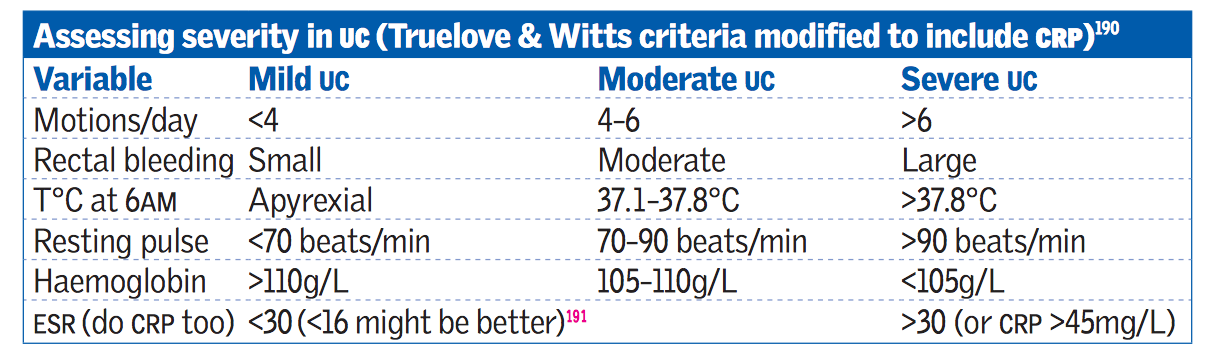 Assessing severity in UC (Truelove & Witts criteria modified to include CRP)190
Variable Mild UC Moderate UC Severe UC
Motions/day <4 4–6 >6
Rectal bleeding Small Moderate Large
T°C at 6AM Apyrexial 37.1–37.8°C >37.8°C
Resting pulse <70 beats/min 70–90 beats/min >90 beats/min
Haemoglobin >110g/L 105–110g/L <105g/L
ESR (do CRP too) <30 (<16 might be better)191 >30 (or CRP >45mg/L)